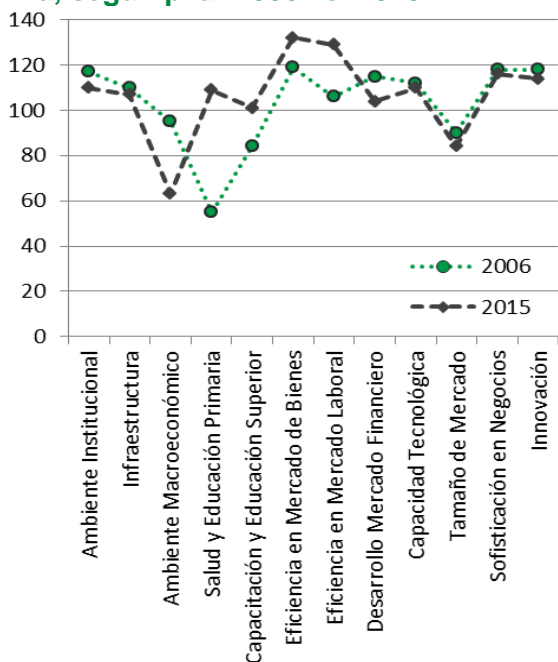 140
120
100
80
60
40
20
0
2006
2015
Ambiente Institucional
Infraestructura
Ambiente Macroeconómico
Salud y Educación Primaria
Capacitación y Educación Superior
Eficiencia en Mercado de Bienes
Eficiencia en Mercado Laboral
Desarrollo Mercado Financiero
Capacidad Tecnológica
Tamaño de Mercado
Sofisticación en Negocios
Innovación